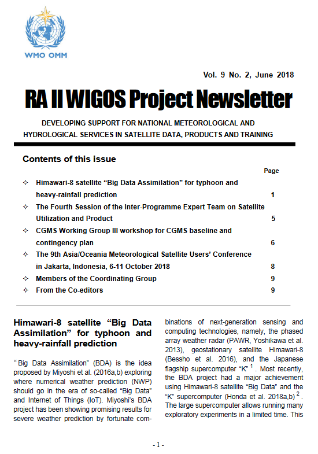 WMO OMM
Vol. 9 No. 2, June 2018
RA II WIGOS Project Newsletter
DEVELOPING SUPPORT FOR NATIONAL METEOROLOGICAL AND
HYDROLOGICAL SERVICES IN SATELLITE DATA, PRODUCTS AND TRAINING
Contents of this issue
Page
✧ Himawari-8 satellite “Big Data Assimilation” for typhoon and
heavy-rainfall prediction 1
✧ The Fourth Session of the Inter-Programme Expert Team on Satellite
Utilization and Product 5
✧ CGMS Working Group III workshop for CGMS baseline and
contingency plan 6
✧ The 9th Asia/Oceania Meteorological Satellite Users' Conference
in Jakarta, Indonesia, 6-11 October 2018 8
✧ Members of the Coordinating Group 9
✧ From the Co-editors 9
Himawari-8 satellite “Big Data
Assimilation” for typhoon and
heavy-rainfall prediction
“Big Data Assimilation” (BDA) is the idea
proposed by Miyoshi et al. (2016a,b) exploring
where numerical weather prediction (NWP)
should go in the era of so-called “Big Data”
and Internet of Things (IoT). Miyoshi's BDA
project has been showing promising results for
severe weather prediction by fortunate com-
binations of next-generation sensing and
computing technologies, namely, the phased
array weather radar (PAWR, Yoshikawa et al.
2013), geostationary satellite Himawari-8
(Bessho et al. 2016), and the Japanese
flagship supercomputer “K” 1. Most recently,
the BDA project had a major achievement
using Himawari-8 satellite “Big Data” and the
“K” supercomputer (Honda et al. 2018a,b) 2.
The large supercomputer allows running many
exploratory experiments in a limited time. This
- 1 -